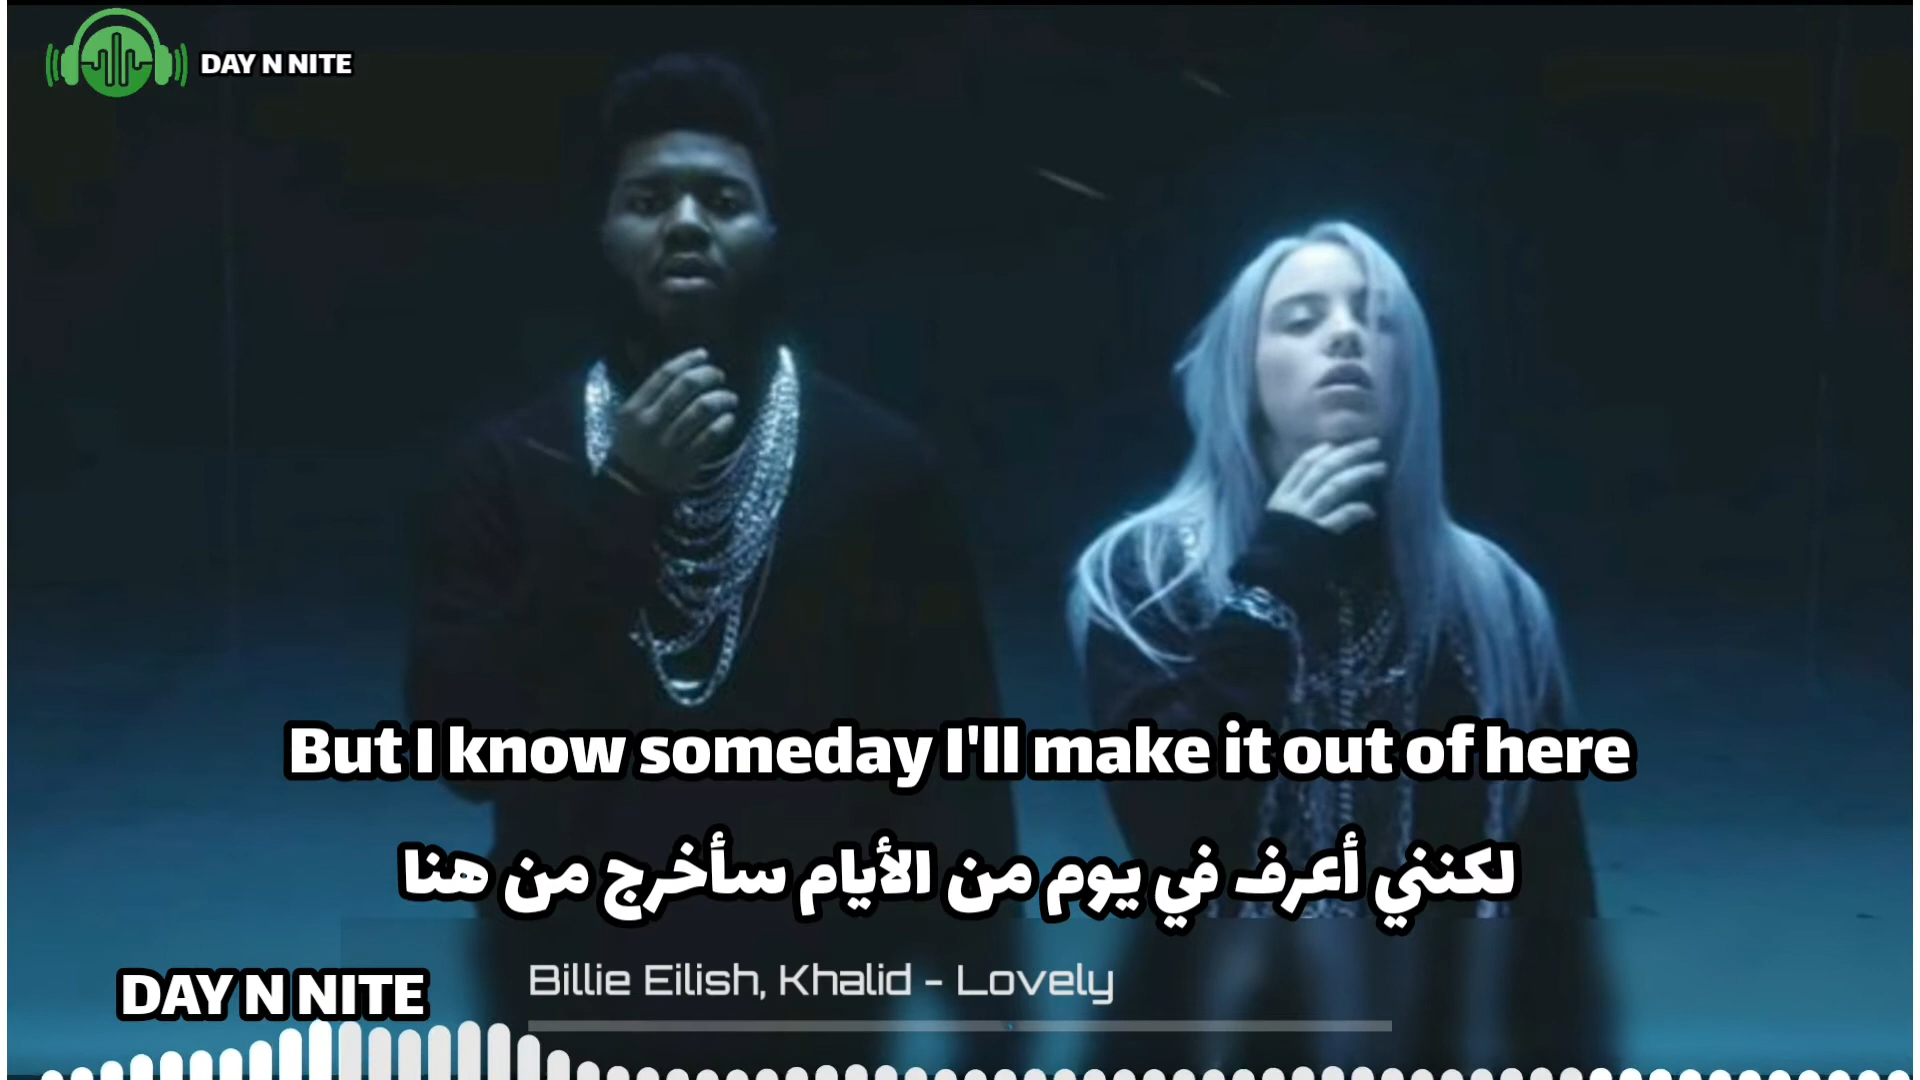 DAY N NITE
But I know someday I'll make it out of here
لكنني أعرف في يوم من الأيام سأخرج من هنا
Billie Eilish, Khalid - Lovely
DAY N NITE